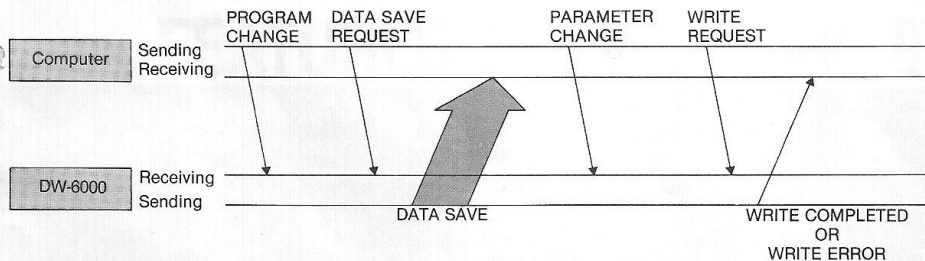 PROGRAM
CHANGE
DATA SAVE
REQUEST
PARAMETER
CHANGE
WRITE
REQUEST
Computer
Sending
Receiving
DW-6000
Receiving
Sending
DATA SAVE
WRITE COMPLETED
OR
WRITE ERROR